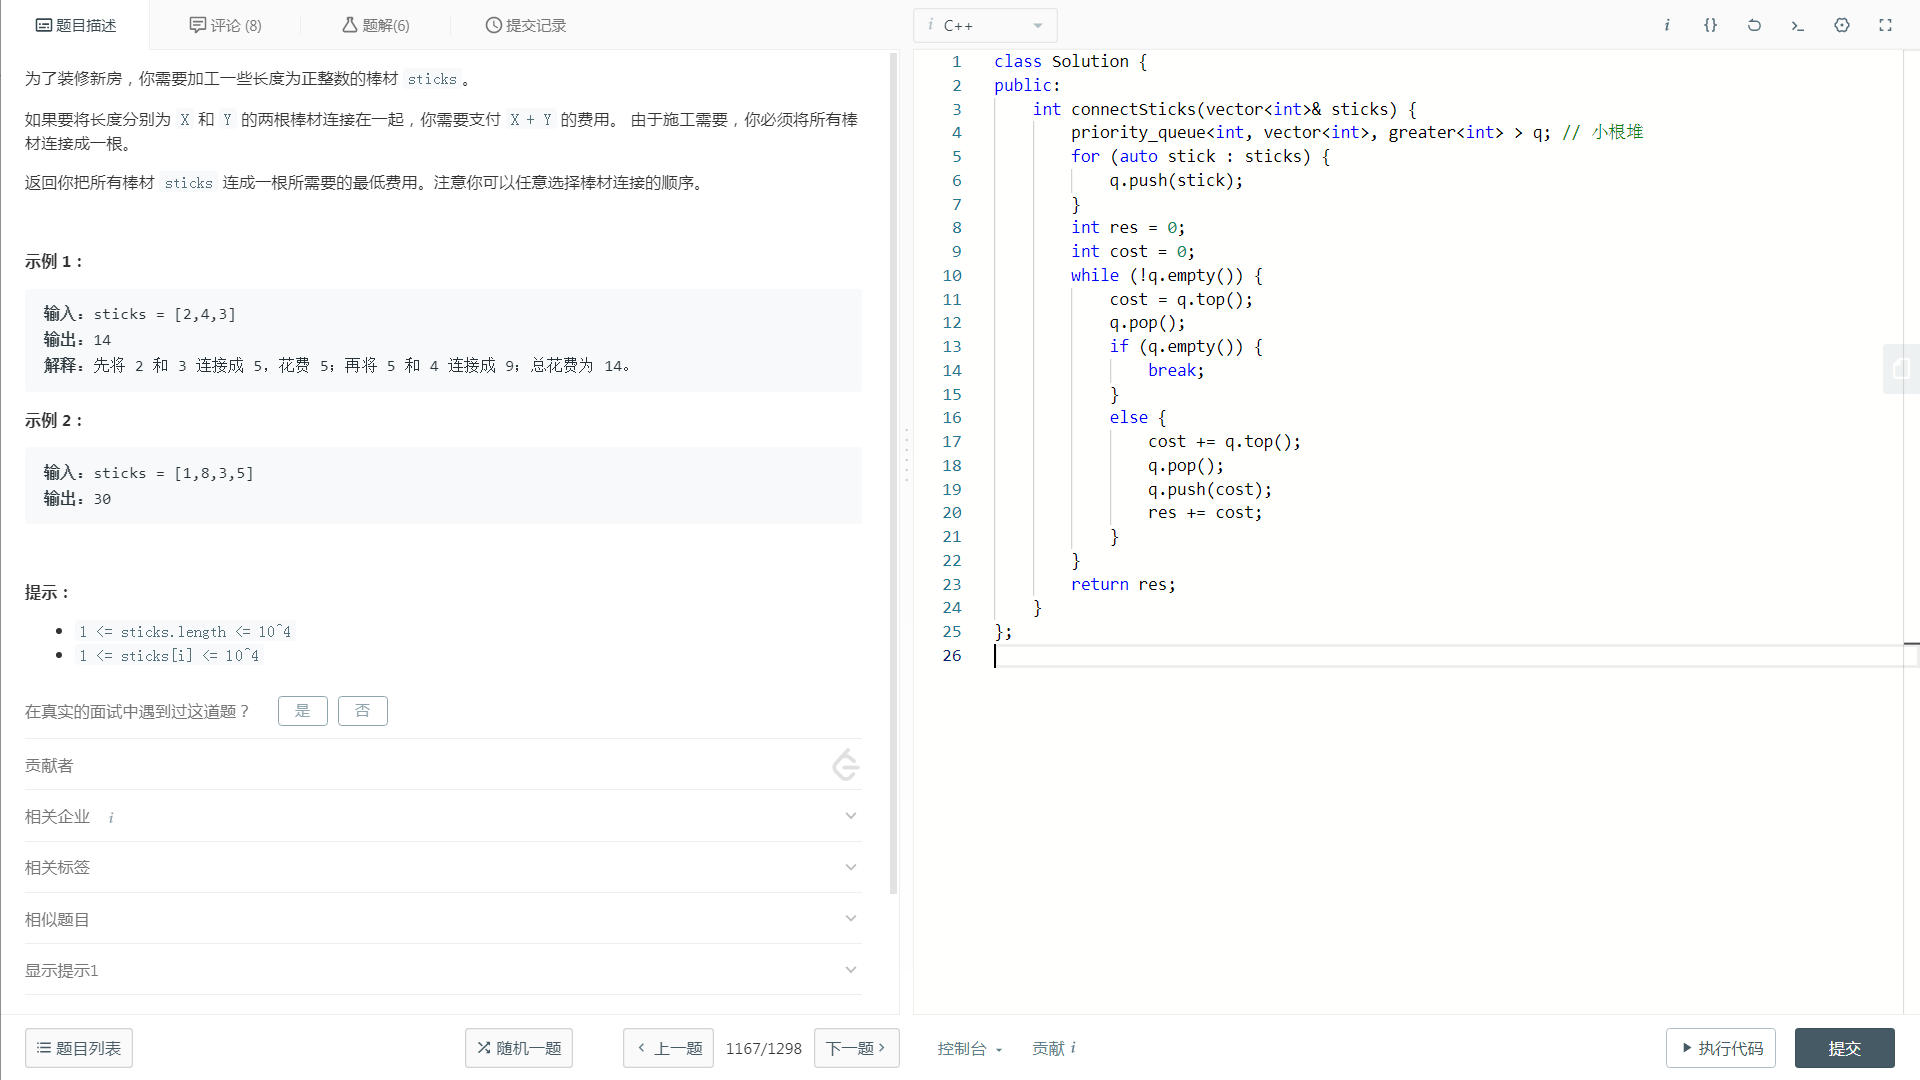 题目描述
评论 (8)
题解(6)
提交记录
为了装修新房，你需要加工一些长度为正整数的棒材 sticks 。
如果要将长度分别为 X 和 Y 的两根棒材连接在一起，你需要支付 X + Y 的费用。 由于施工需要，你必须将所有棒
材连接成一根。
返回你把所有棒材 sticks 连成一根所需要的最低费用。注意你可以任意选择棒材连接的顺序。
示例 1：
输入：sticks = [2,4,3]
输出：14
解释：先将 2 和 3 连接成 5，花费 5；再将 5 和 4 连接成 9；总花费为 14。
示例 2：
输入：sticks = [1,8,3,5]
输出：30
提示：
1 <= sticks.length <= 10^4
1 <= sticks[i] <= 10^4
在真实的面试中遇到过这道题？
是
否
贡献者
相关企业 i
相关标签
相似题目
显示提示1
题目列表
随机一题
上一题
1167/1298
下一题
i C++
i {}
1 class Solution {
2 public:
3     int connectSticks(vector<int>& sticks) {
4         priority_queue<int, vector<int>, greater<int> > q; // 小根堆
5         for (auto stick : sticks) {
6             q.push(stick);
7         }
8         int res = 0;
9         int cost = 0;
10         while (!q.empty()) {
11             cost = q.top();
12             q.pop();
13             if (q.empty()) {
14                 break;
15             }
16             else {
17                 cost += q.top();
18                 q.pop();
19                 q.push(cost);
20                 res += cost;
21             }
22         }
23         return res;
24     }
25 };
26
控制台
贡献 i
执行代码
提交